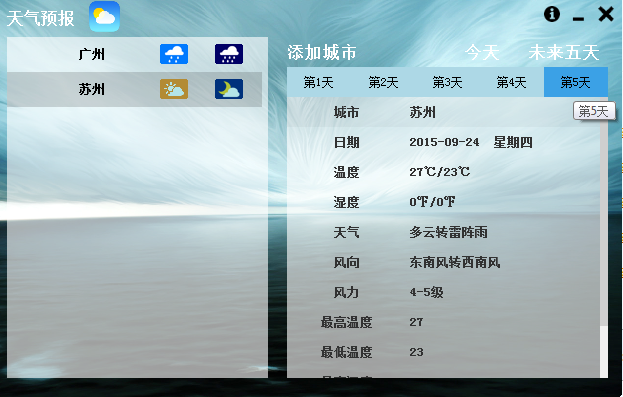 天气预报
广州
苏州
添加城市 今天 未来五天
第1天 第2天 第3天 第4天 第5天
第5天
城市 苏州
日期 2015-09-24 星期四
温度 27℃/23℃
湿度 0℉/0℉
天气 多云转雷阵雨
风向 东南风转西南风
风力 4-5级
最高温度 27
最低温度 23